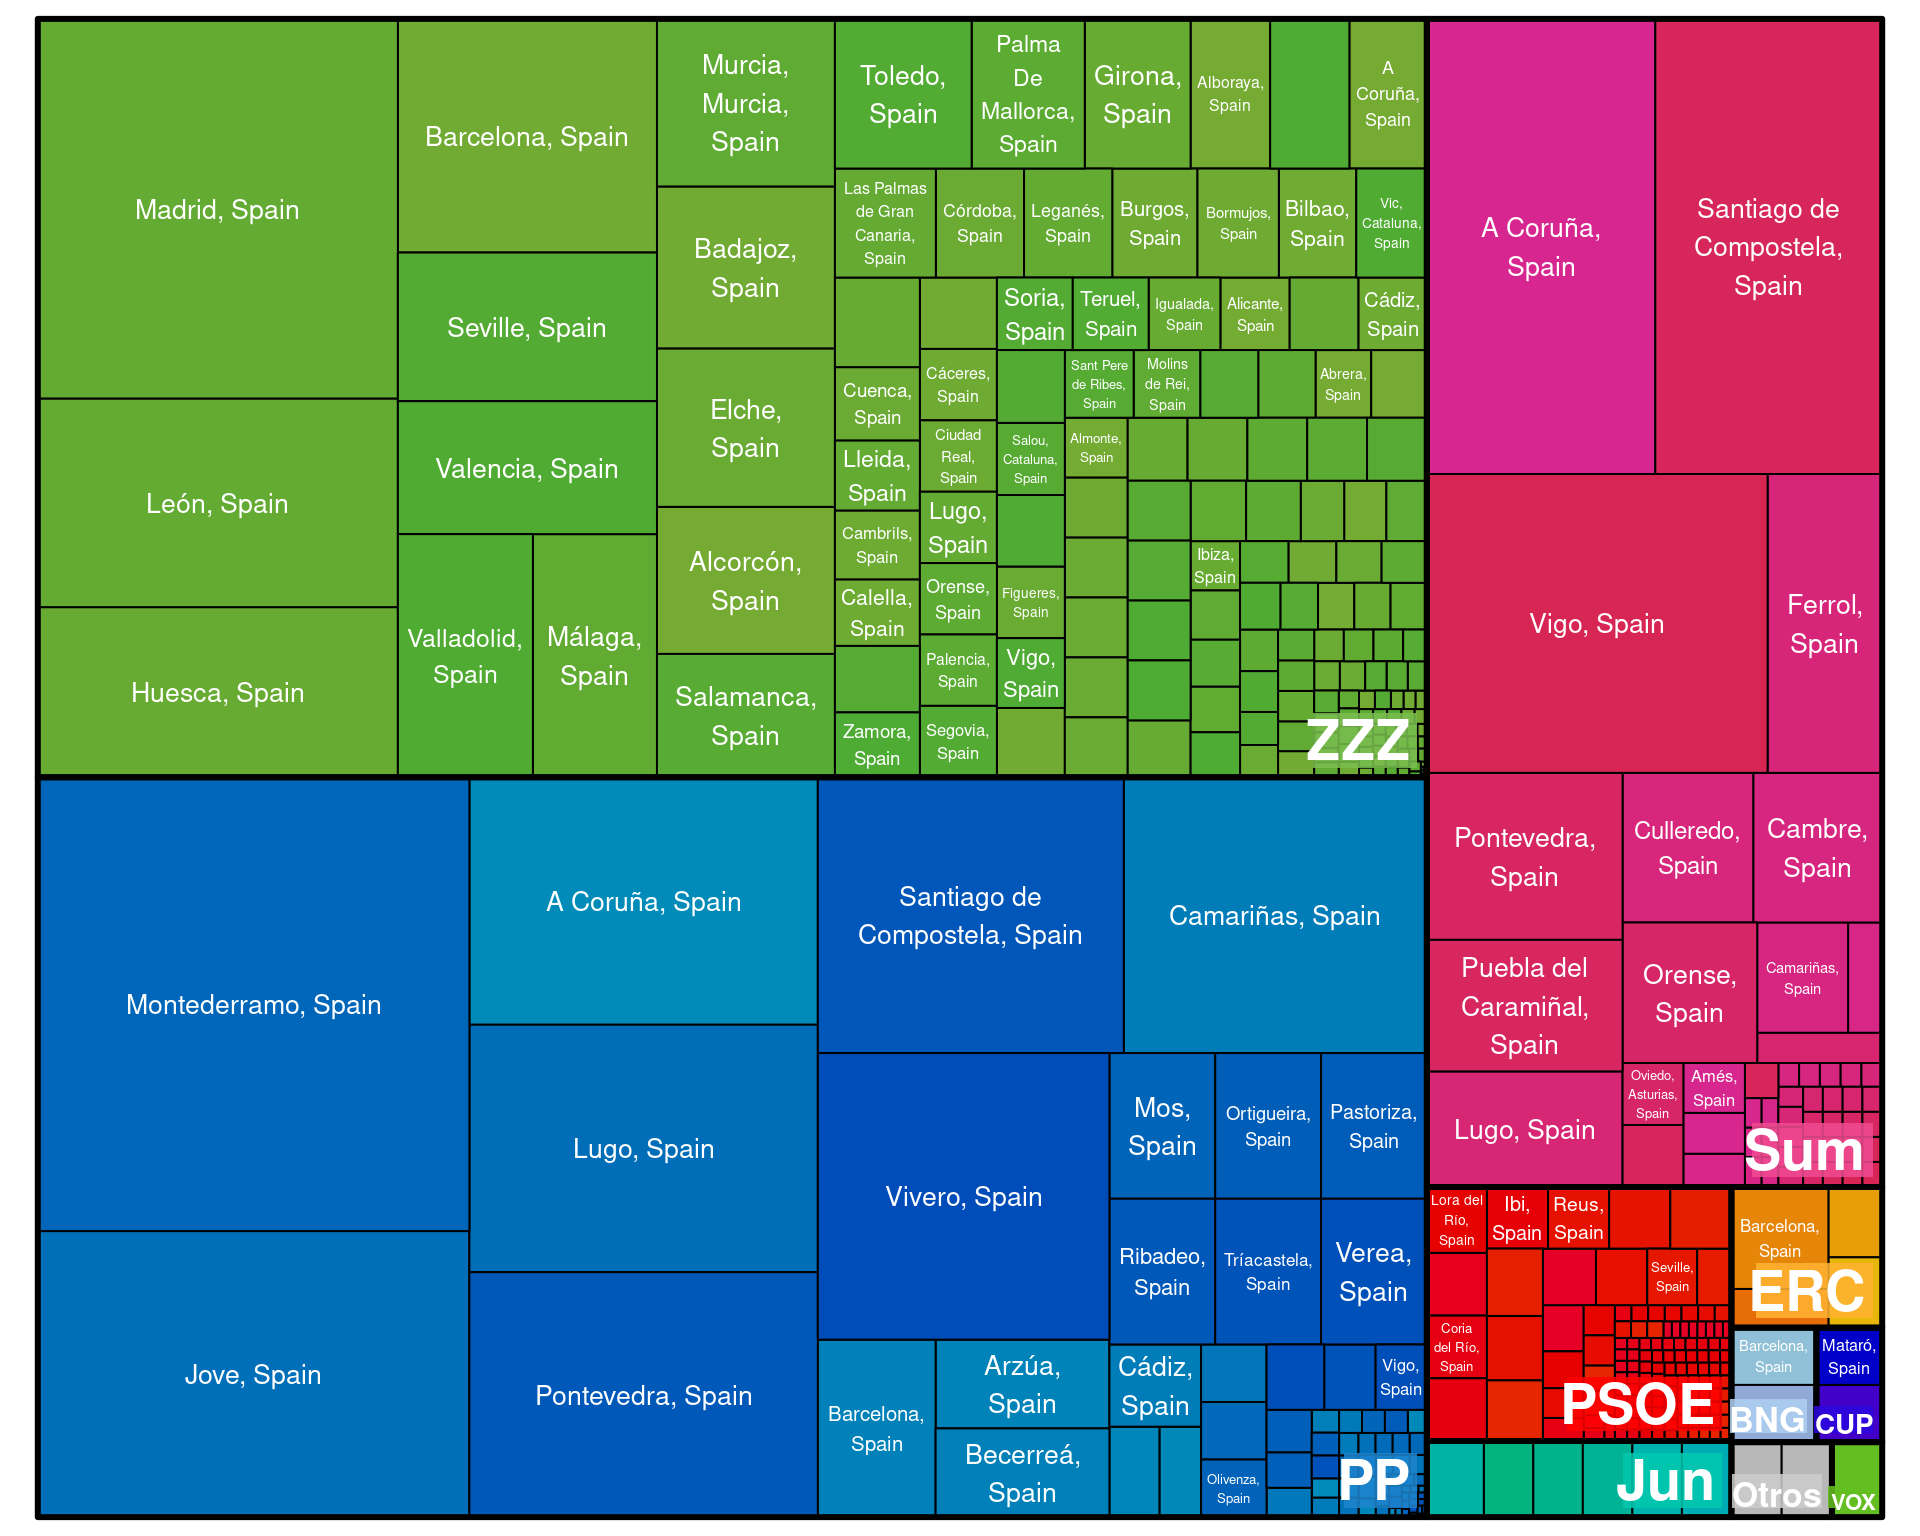 Madrid, Spain
León, Spain
Huesca, Spain
Barcelona, Spain
Seville, Spain
Valencia, Spain
Valladolid,
Spain
Málaga,
Spain
Murcia,
Murcia,
Spain
Badajoz,
Spain
Elche,
Spain
Alcorcón,
Spain
Salamanca,
Spain
Toledo,
Spain
Palma
De
Mallorca,
Spain
Girona,
Spain
Alboraya,
Spain
A
Coruña,
Spain
Las Palmas
de Gran
Canaria,
Spain
Córdoba,
Spain
Leganés,
Spain
Burgos,
Spain
Bormujos,
Spain
Bilbao,
Spain
Vic,
Cataluna,
Spain
Cuenca,
Spain
Lleida,
Spain
Cambrils,
Spain
Calella,
Spain
Zamora,
Spain
Cáceres,
Spain
Ciudad
Real,
Spain
Lugo,
Spain
Orense,
Spain
Palencia,
Spain
Segovia,
Spain
Soria,
Spain
Teruel,
Spain
Igualada,
Spain
Alicante,
Spain
Cádiz,
Spain
Salou,
Cataluna,
Spain
Figueres,
Spain
Vigo,
Spain
Sant Pere
de Ribes,
Spain
Molins
de Rei,
Spain
Abrera,
Spain
Almonte,
Spain
Ibiza,
Spain
ZZZ
Montederramo, Spain
Jove, Spain
A Coruña, Spain
Lugo, Spain
Pontevedra, Spain
Santiago de
Compostela, Spain
Camariñas, Spain
Vivero, Spain
Mos,
Spain
Ortigueira,
Spain
Pastoriza,
Spain
Ribadeo,
Spain
Tríacastela,
Spain
Verea,
Spain
Barcelona,
Spain
Arzúa,
Spain
Becerreá,
Spain
Cádiz,
Spain
Olivenza,
Spain
Vigo,
Spain
PP
A Coruña,
Spain
Santiago de
Compostela,
Spain
Vigo, Spain
Ferrol,
Spain
Pontevedra,
Spain
Puebla del
Caramiñal,
Spain
Lugo, Spain
Culleredo,
Spain
Cambre,
Spain
Orense,
Spain
Camariñas,
Spain
Oviedo,
Asturias,
Spain
Amés,
Spain
Sum
Lora del
Río,
Spain
Ibi,
Spain
Reus,
Spain
Seville,
Spain
Coria
del Río,
Spain
PSOE
Barcelona,
Spain
ERC
Barcelona,
Spain
BNG
Mataró,
Spain
CUP
Jun
Otros
VOX